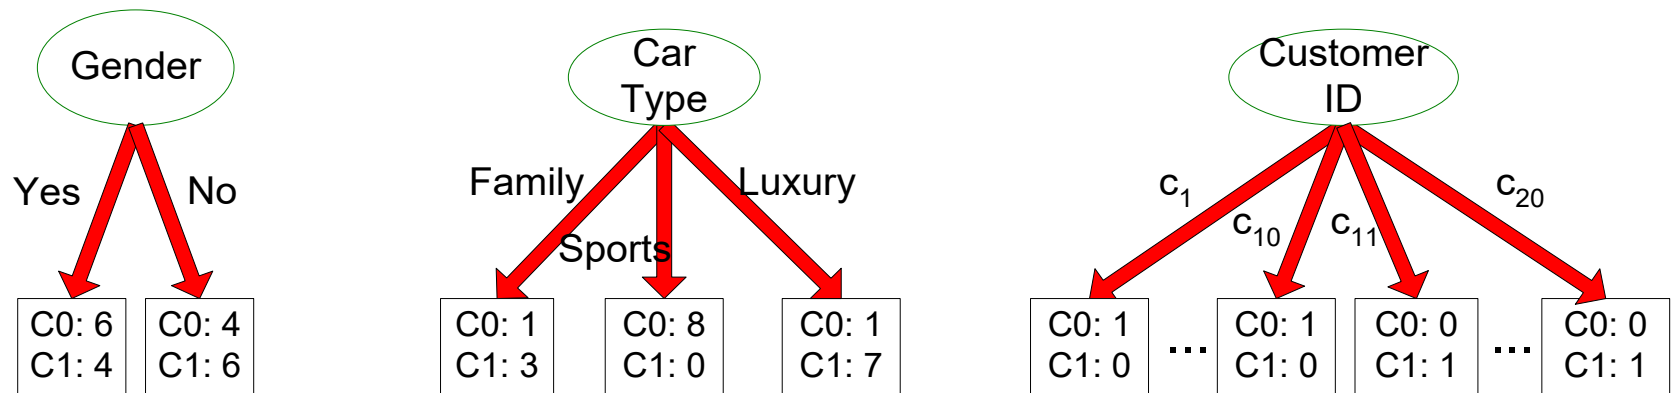 Gender
Yes
No
C0: 6
C1: 4
C0: 4
C1: 6
Car
Type
Family
Sports
Luxury
C0: 1
C1: 3
C0: 8
C1: 0
C0: 1
C1: 7
Customer
ID
c1
c10
c11
c20
C0: 1
C1: 0
...
C0: 1
C1: 0
C0: 0
C1: 1
...
C0: 0
C1: 1